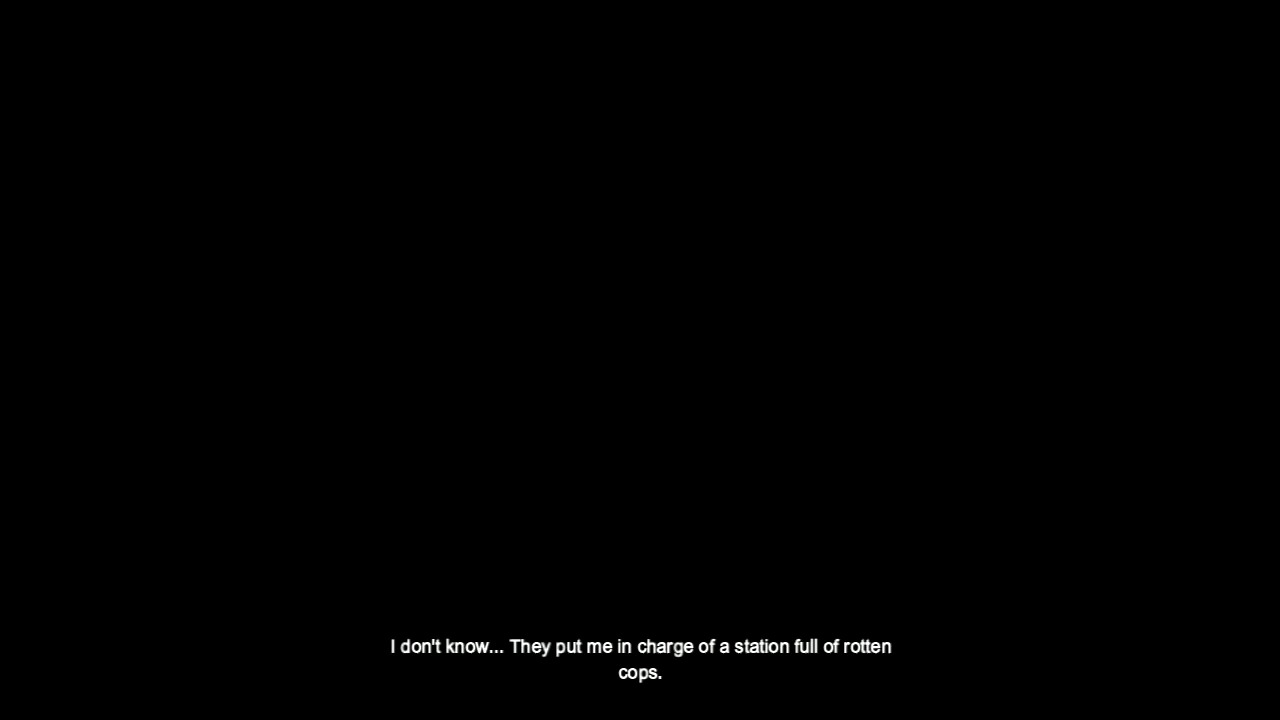 I don't know... They put me in charge of a station full of rotten
cops.